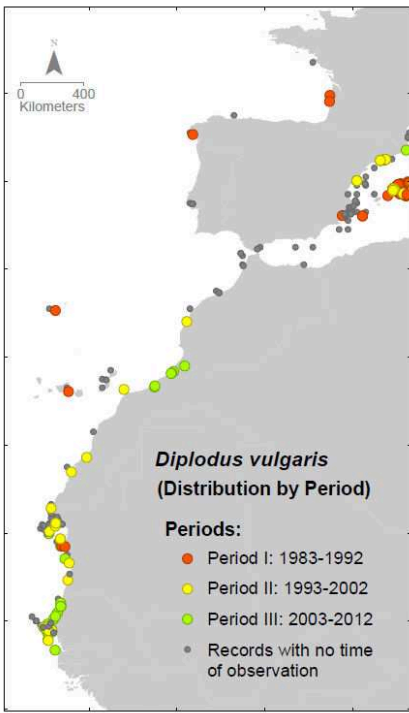 N
0 400
Kilometers
Diplodus vulgaris
(Distribution by Period)
Periods:
Period I: 1983-1992
Period II: 1993-2002
Period III: 2003-2012
Records with no time
of observation